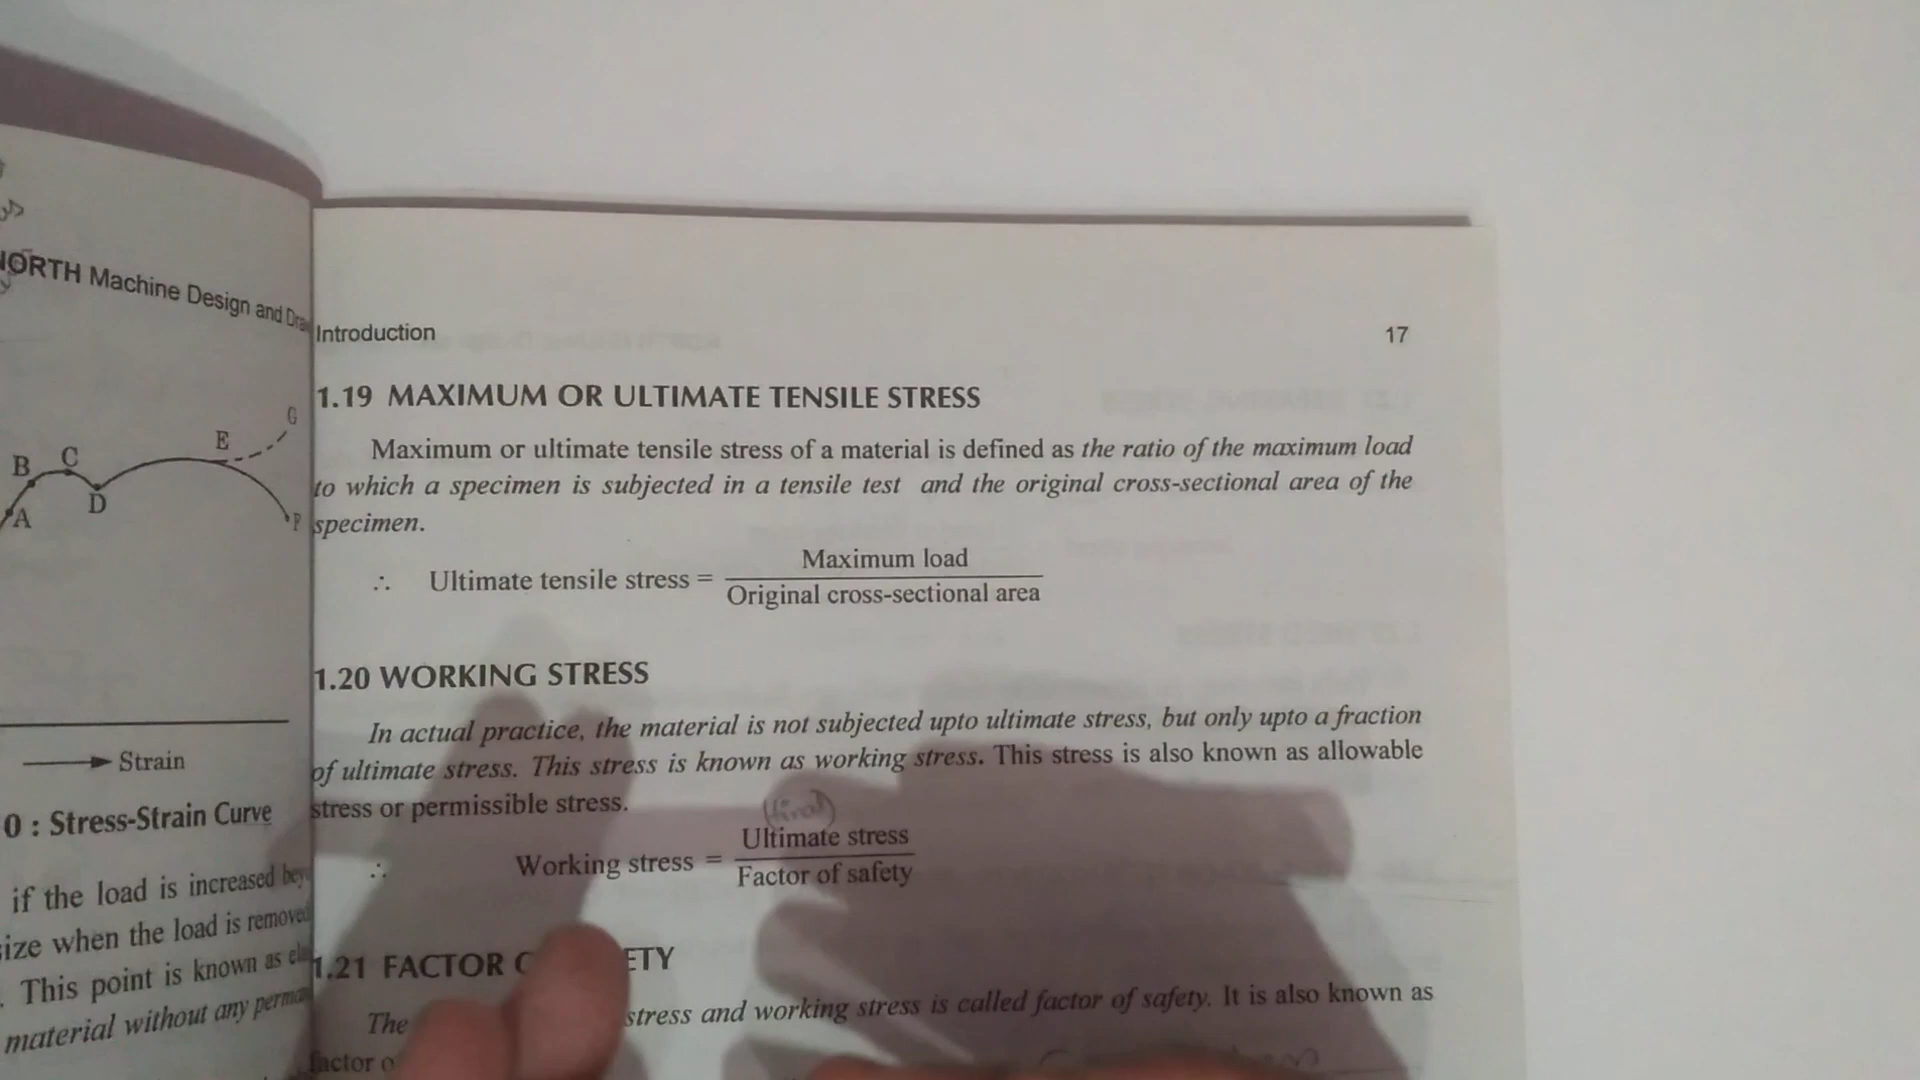 NORTH Machine Design and
B
C
E
G
A
D
F
Strain
0 : Stress-Strain Curve
if the load is increased
size when the load is removed
. This point is known as
material without any
Introduction
17
1.19 MAXIMUM OR ULTIMATE TENSILE STRESS
Maximum or ultimate tensile stress of a material is defined as the ratio of the maximum load
to which a specimen is subjected in a tensile test and the original cross-sectional area of the
specimen.
∴ Ultimate tensile stress = Maximum load
Original cross-sectional area
1.20 WORKING STRESS
In actual practice, the material is not subjected upto ultimate stress, but only upto a fraction
of ultimate stress. This stress is known as working stress. This stress is also known as allowable
stress or permissible stress.
∴ Working stress = Ultimate stress
Factor of safety
1.21 FACTOR
The stress and working stress is called factor of safety. It is also known as
factor